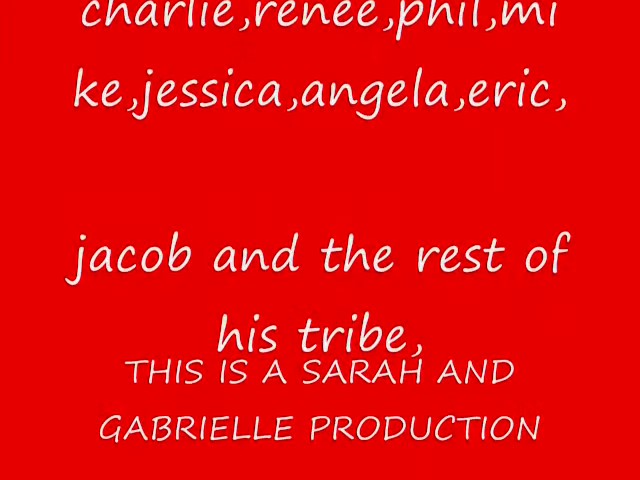 charlie,renee,phil,mi
ke,jessica,angela,eric,
jacob and the rest of
his tribe,
THIS IS A SARAH AND
GABRIELLE PRODUCTION